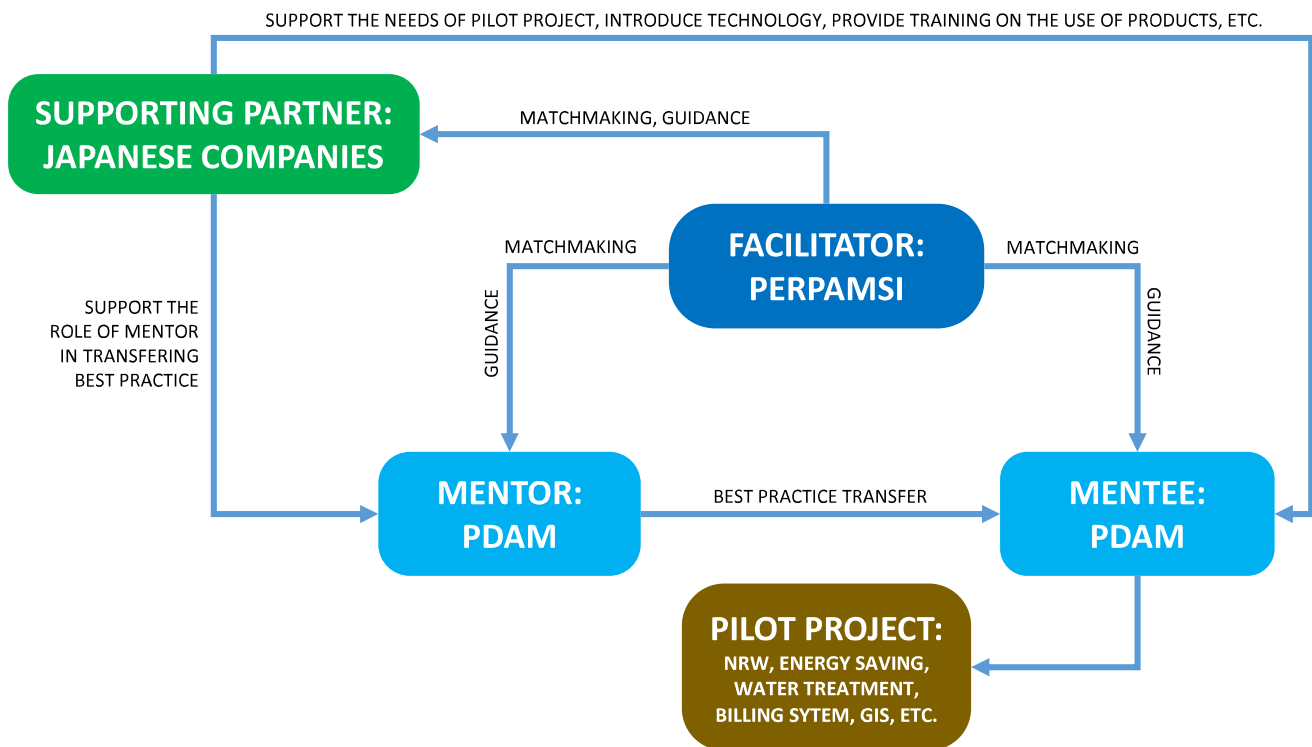 SUPPORT THE NEEDS OF PILOT PROJECT, INTRODUCE TECHNOLOGY, PROVIDE TRAINING ON THE USE OF PRODUCTS, ETC.
SUPPORTING PARTNER:
JAPANESE COMPANIES
MATCHMAKING, GUIDANCE
FACILITATOR:
PERPAMSI
MATCHMAKING
MATCHMAKING
GUIDANCE
GUIDANCE
SUPPORT THE
ROLE OF MENTOR
IN TRANSFERING
BEST PRACTICE
MENTOR:
PDAM
BEST PRACTICE TRANSFER
MENTEE:
PDAM
PILOT PROJECT:
NRW, ENERGY SAVING,
WATER TREATMENT,
BILLING SYTEM, GIS, ETC.